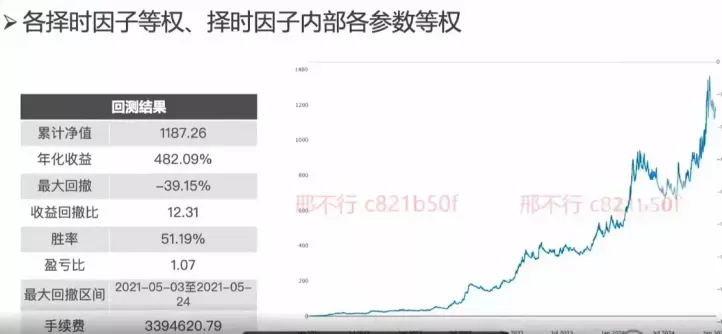 ➢ 各择时因子等权、择时因子内部各参数等权
回测结果
累计净值 1187.26
年化收益 482.09%
最大回撤 -39.15%
收益回撤比 12.31
胜率 51.19%
盈亏比 1.07
最大回撤区间 2021-05-03至2021-05-
24
手续费 3394620.79
1400
1200
1000
800
600
400
200
0
邢不行 c821b50f
邢不行 c821b50f